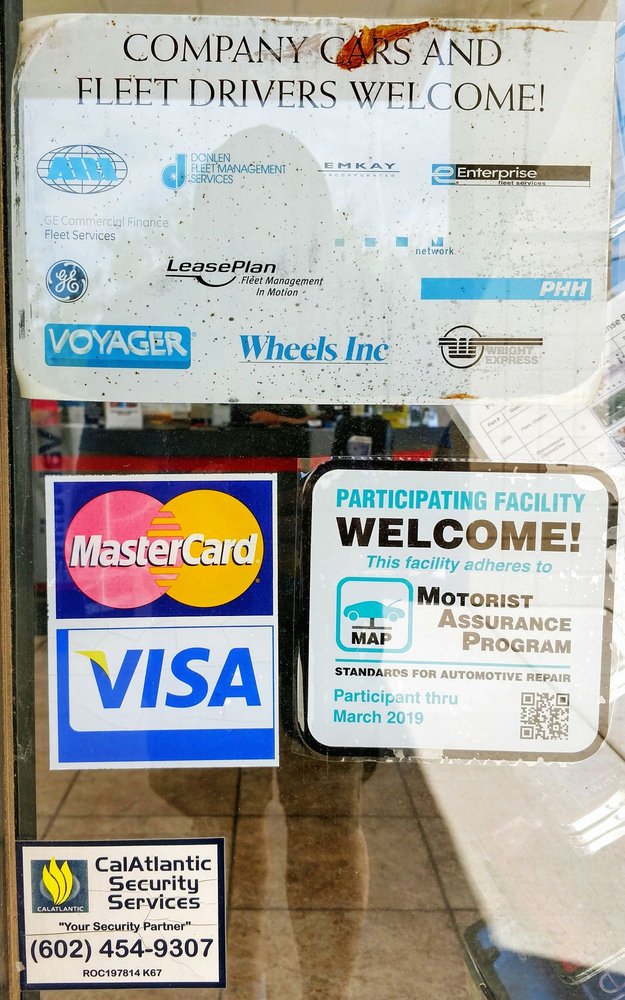 COMPANY CARS AND
FLEET DRIVERS WELCOME!
ARI
DONLEN
FLEET MANAGEMENT
SERVICES
EMKAY
INCORPORATED
e Enterprise
fleet services
GE Commercial Finance
Fleet Services
network
GE
LeasePlan
Fleet Management
In Motion
PHH
VOYAGER
Wheels Inc
WRIGHT
EXPRESS
MasterCard
VISA
PARTICIPATING FACILITY
WELCOME!
This facility adheres to
MOTORIST
ASSURANCE
PROGRAM
MAP
STANDARDS FOR AUTOMOTIVE REPAIR
Participant thru
March 2019
CalAtlantic
Security
Services
CALATLANTIC
"Your Security Partner"
(602) 454-9307
ROC197814 K67